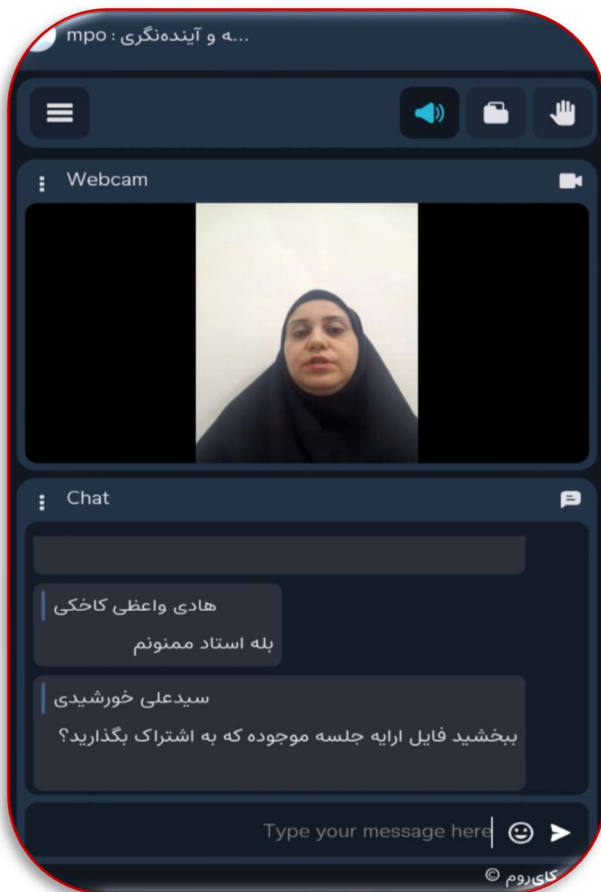 ...ه و آینده‌نگری : mpo
Webcam
Chat
هادی واعظی کاخکی
بله استاد ممنونم
سیدعلی خورشیدی
ببخشید فایل ارایه جلسه موجوده که به اشتراک بگذارید؟
Type your message here
کای‌روم ©